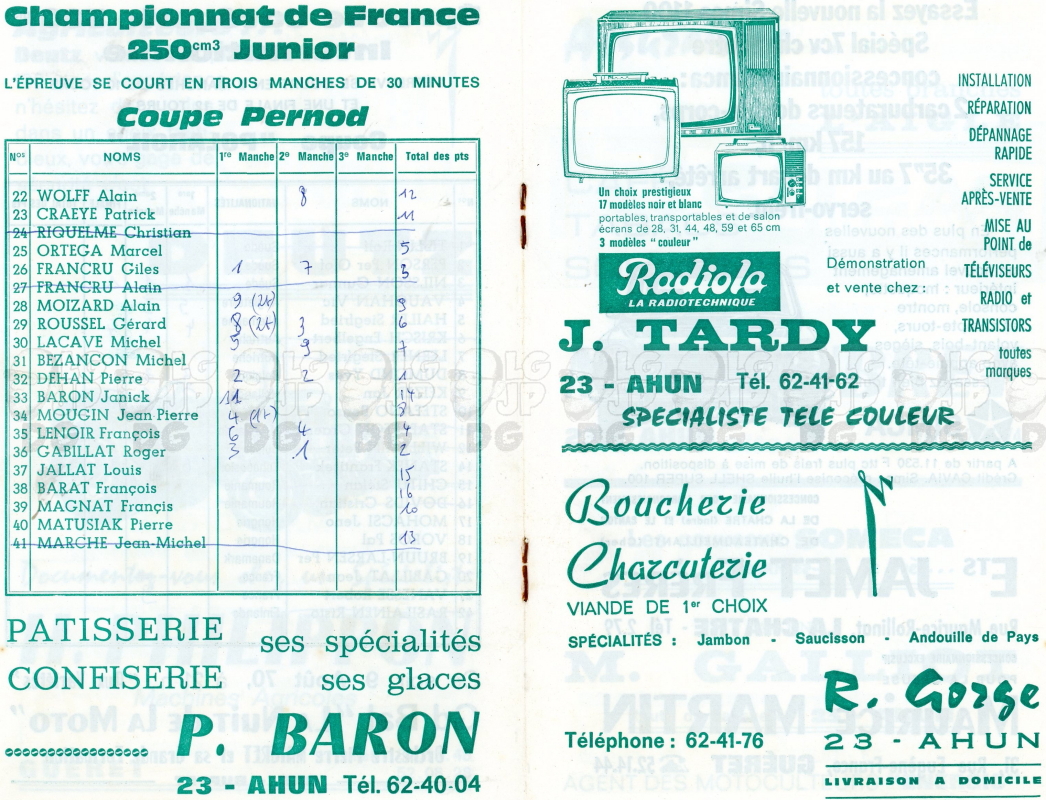 Championnat de France
250cm3 Junior
L'ÉPREUVE SE COURT EN TROIS MANCHES DE 30 MINUTES
Coupe Pernod
Nos NOMS 1re Manche 2e Manche 3e Manche Total des pts
22 WOLFF Alain 8 12
23 CRAEYE Patrick 11
24 RIQUELME Christian
25 ORTEGA Marcel 5
26 FRANCRU Giles 1 7 3
27 FRANCRU Alain
28 MOIZARD Alain 9 (2t) 9
29 ROUSSEL Gérard 8 (2t) 3 6
30 LACAVE Michel 5 9 7
31 BEZANCON Michel
32 DEHAN Pierre 2 2 1
33 BARON Janick 11 14
34 MOUGIN Jean-Pierre 4 (1t) 8
35 LENOIR François 6 4 4
36 GABILLAT Roger 3 1 2
37 JALLAT Louis 15
38 BARAT François 16
39 MAGNAT Françis 10
40 MATUSIAK Pierre
41 MARCHE Jean-Michel 13
PATISSERIE
CONFISERIE
ses spécialités
ses glaces
P. BARON
23 - AHUN Tél. 62-40-04
Un choix prestigieux
17 modèles noir et blanc
portables, transportables et de salon
écrans de 28, 31, 44, 48, 59 et 65 cm
3 modèles "couleur"
Radiola
LA RADIOTECHNIQUE
Démonstration
et vente chez :
INSTALLATION
RÉPARATION
DÉPANNAGE
RAPIDE
SERVICE
APRÈS-VENTE
MISE AU
POINT de
TÉLÉVISEURS
RADIO et
TRANSISTORS
toutes
marques
J. TARDY
23 - AHUN Tél. 62-41-62
SPECIALISTE TELE COULEUR
Boucherie
Charcuterie
VIANDE DE 1er CHOIX
SPÉCIALITÉS : Jambon - Saucisson - Andouille de Pays
R. Gorge
Téléphone : 62-41-76
23 - AHUN
LIVRAISON A DOMICILE